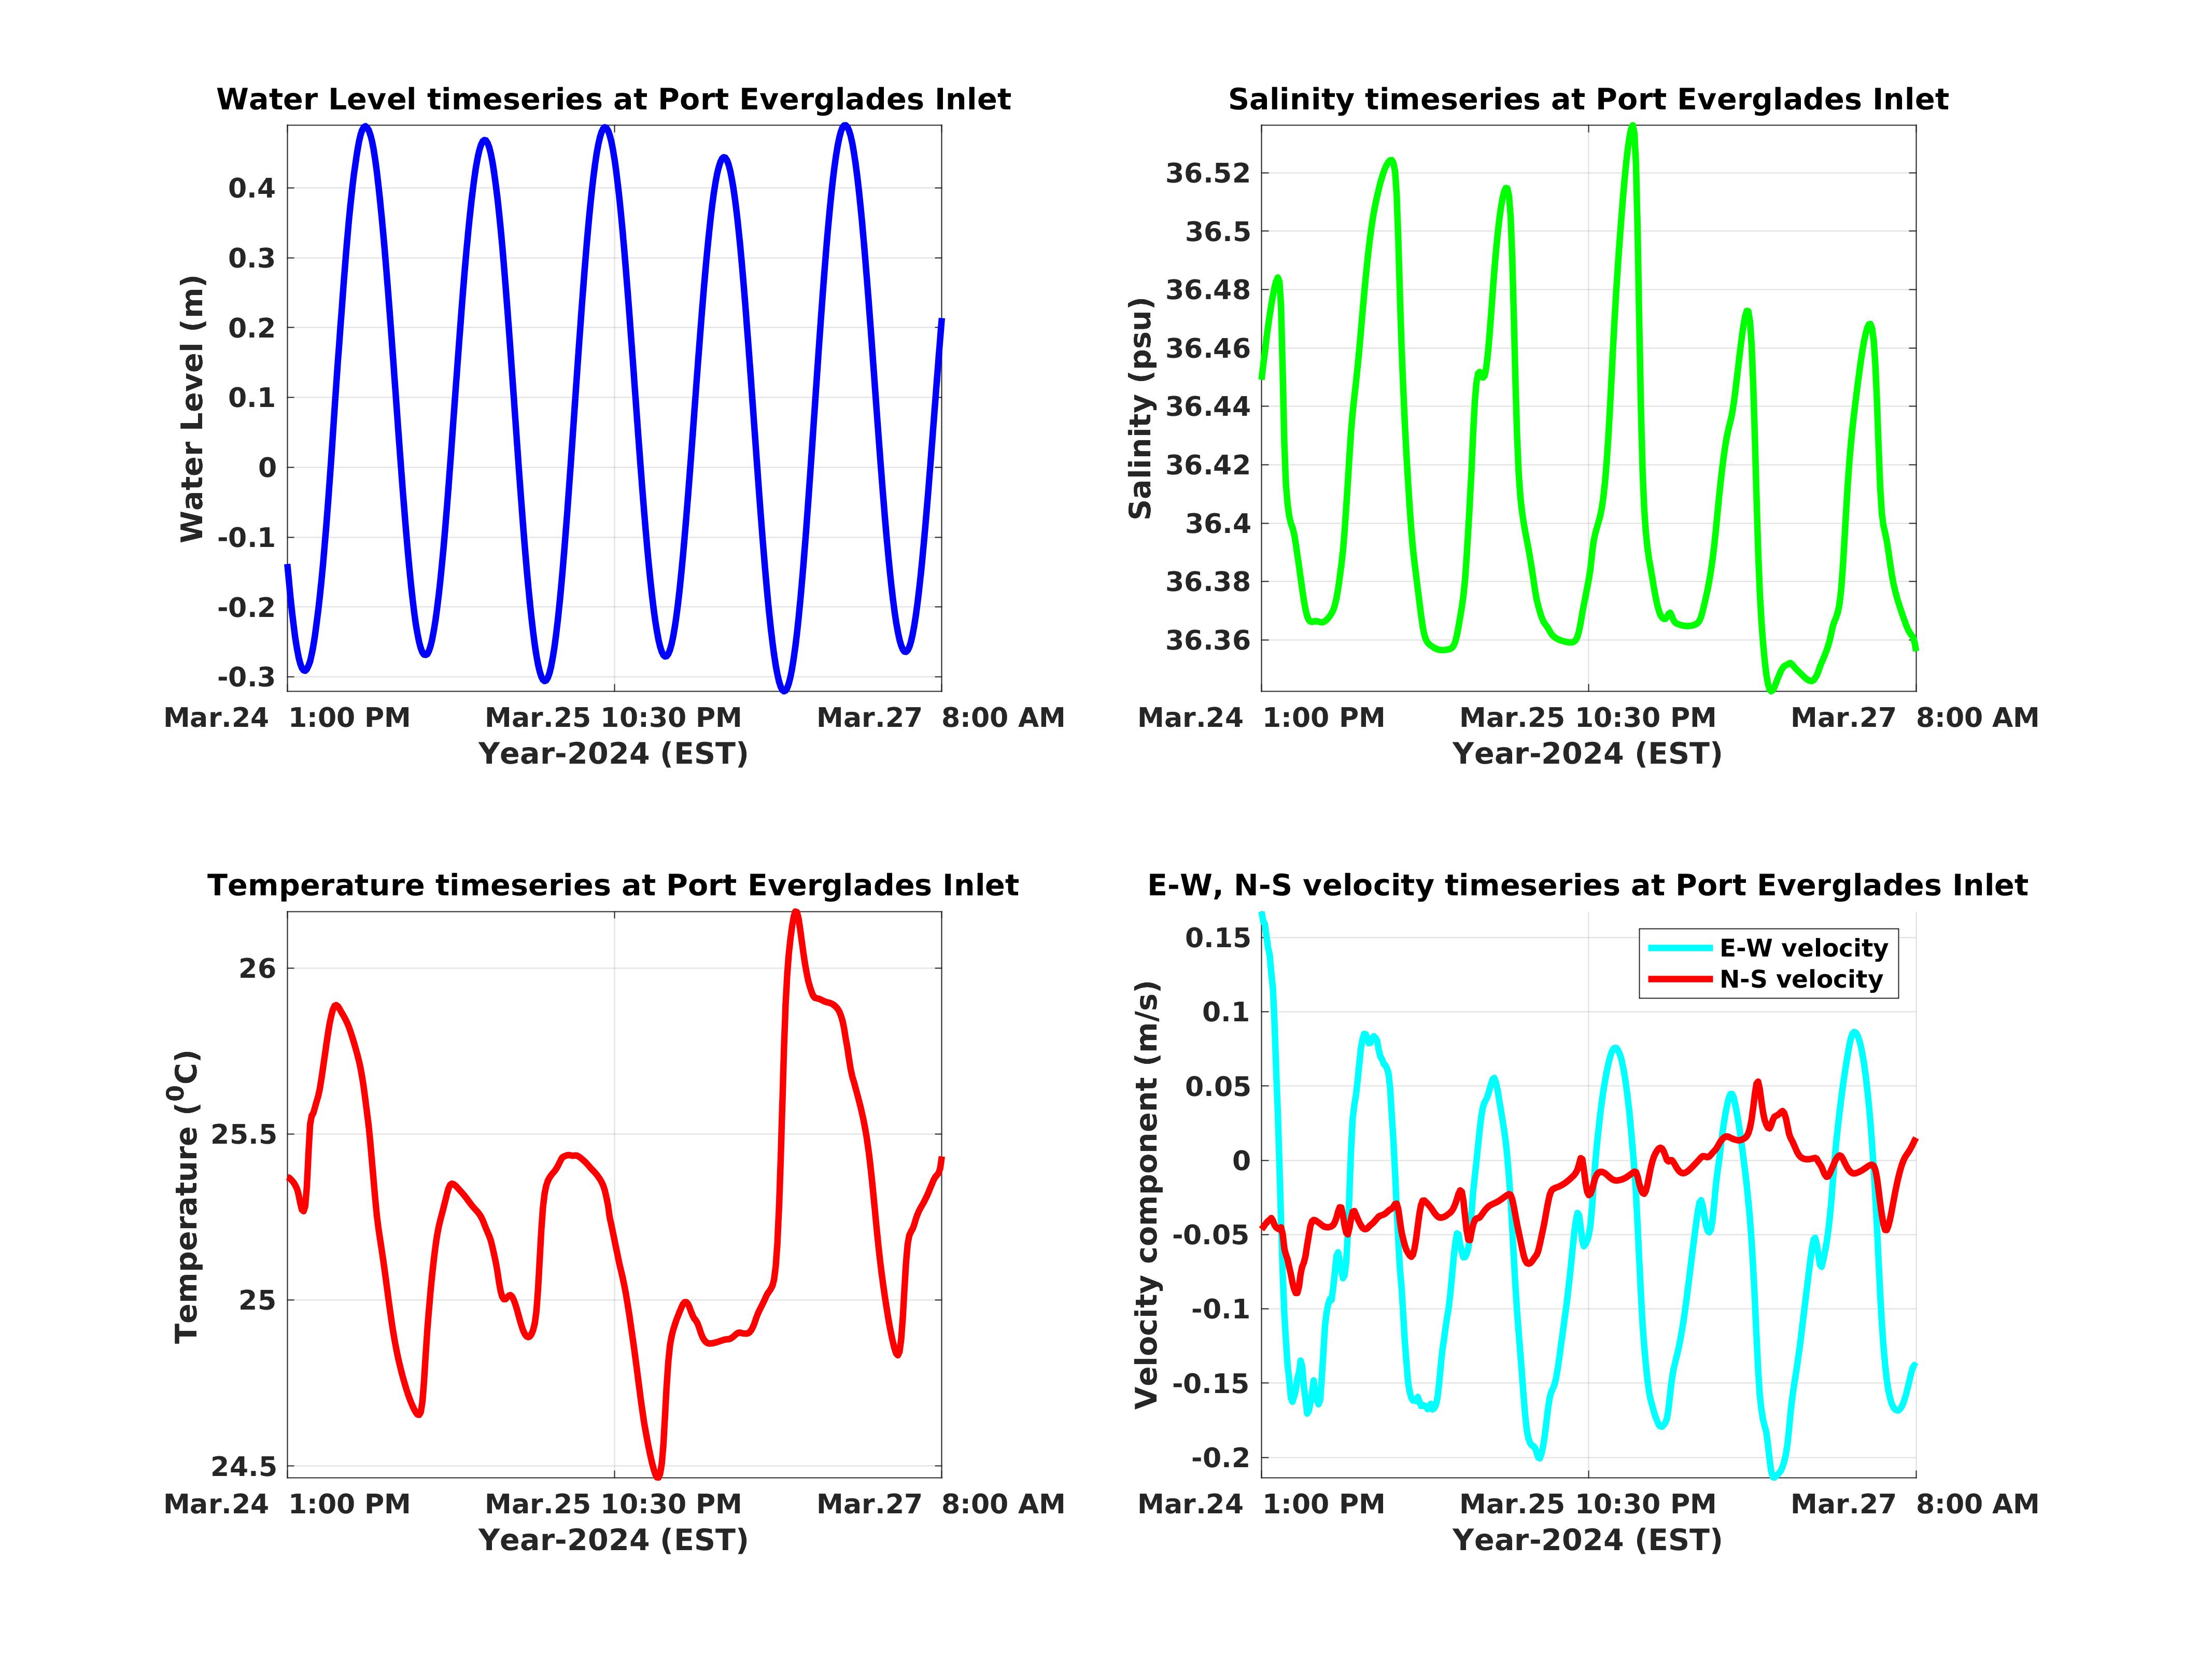 Water Level timeseries at Port Everglades Inlet
Water Level (m)
0.4
0.3
0.2
0.1
0
-0.1
-0.2
-0.3
Mar.24 1:00 PM
Mar.25 10:30 PM
Mar.27 8:00 AM
Year-2024 (EST)
Salinity timeseries at Port Everglades Inlet
Salinity (psu)
36.52
36.5
36.48
36.46
36.44
36.42
36.4
36.38
36.36
Mar.24 1:00 PM
Mar.25 10:30 PM
Mar.27 8:00 AM
Year-2024 (EST)
Temperature timeseries at Port Everglades Inlet
Temperature (⁰C)
26
25.5
25
24.5
Mar.24 1:00 PM
Mar.25 10:30 PM
Mar.27 8:00 AM
Year-2024 (EST)
E-W, N-S velocity timeseries at Port Everglades Inlet
Velocity component (m/s)
0.15
0.1
0.05
0
-0.05
-0.1
-0.15
-0.2
E-W velocity
N-S velocity
Mar.24 1:00 PM
Mar.25 10:30 PM
Mar.27 8:00 AM
Year-2024 (EST)